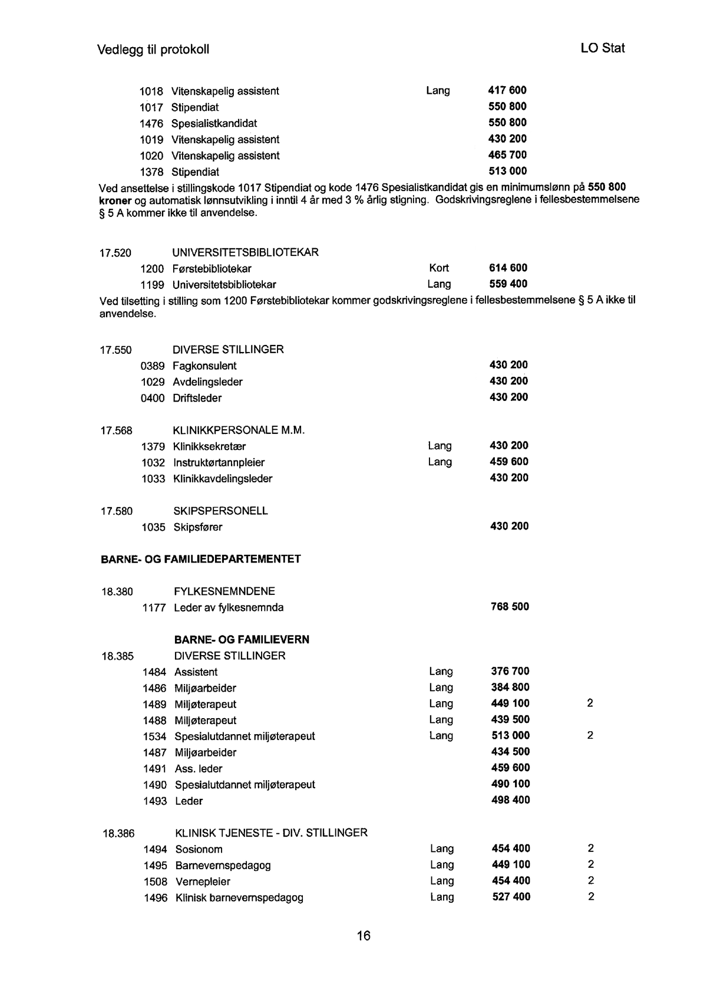 Vedlegg til protokoll LO Stat
1018 Vitenskapelig assistent Lang 417 600
1017 Stipendiat 550 800
1476 Spesialistkandidat 550 800
1019 Vitenskapelig assistent 430 200
1020 Vitenskapelig assistent 465 700
1378 Stipendiat 513 000
Ved ansettelse i stillingskode 1017 Stipendiat og kode 1476 Spesialistkandidat gis en minimumslønn på 550 800
kroner og automatisk lønnsutvikling i inntil 4 år med 3 % årlig stigning. Godskrivingsreglene i fellesbestemmelsene
§ 5 A kommer ikke til anvendelse.
17.520 UNIVERSITETSBIBLIOTEKAR
1200 Førstebibliotekar Kort 614 600
1199 Universitetsbibliotekar Lang 559 400
Ved tilsetting i stilling som 1200 Førstebibliotekar kommer godskrivingsreglene i fellesbestemmelsene § 5 A ikke til
anvendelse.
17.550 DIVERSE STILLINGER
0389 Fagkonsulent 430 200
1029 Avdelingsleder 430 200
0400 Driftsleder 430 200
17.568 KLINIKKPERSONALE M.M.
1379 Klinikksekretær Lang 430 200
1032 Instruktørtannpleier Lang 459 600
1033 Klinikkavdelingsleder 430 200
17.580 SKIPSPERSONELL
1035 Skipsfører 430 200
BARNE- OG FAMILIEDEPARTEMENTET
18.380 FYLKESNEMNDENE
1177 Leder av fylkesnemnda 768 500
BARNE- OG FAMILIEVERN
18.385 DIVERSE STILLINGER
1484 Assistent Lang 376 700
1486 Miljøarbeider Lang 384 800
1489 Miljøterapeut Lang 449 100 2
1488 Miljøterapeut Lang 439 500
1534 Spesialutdannet miljøterapeut Lang 513 000 2
1487 Miljøarbeider 434 500
1491 Ass. leder 459 600
1490 Spesialutdannet miljøterapeut 490 100
1493 Leder 498 400
18.386 KLINISK TJENESTE - DIV. STILLINGER
1494 Sosionom Lang 454 400 2
1495 Barnevernspedagog Lang 449 100 2
1508 Vernepleier Lang 454 400 2
1496 Klinisk barnevernspedagog Lang 527 400 2
16